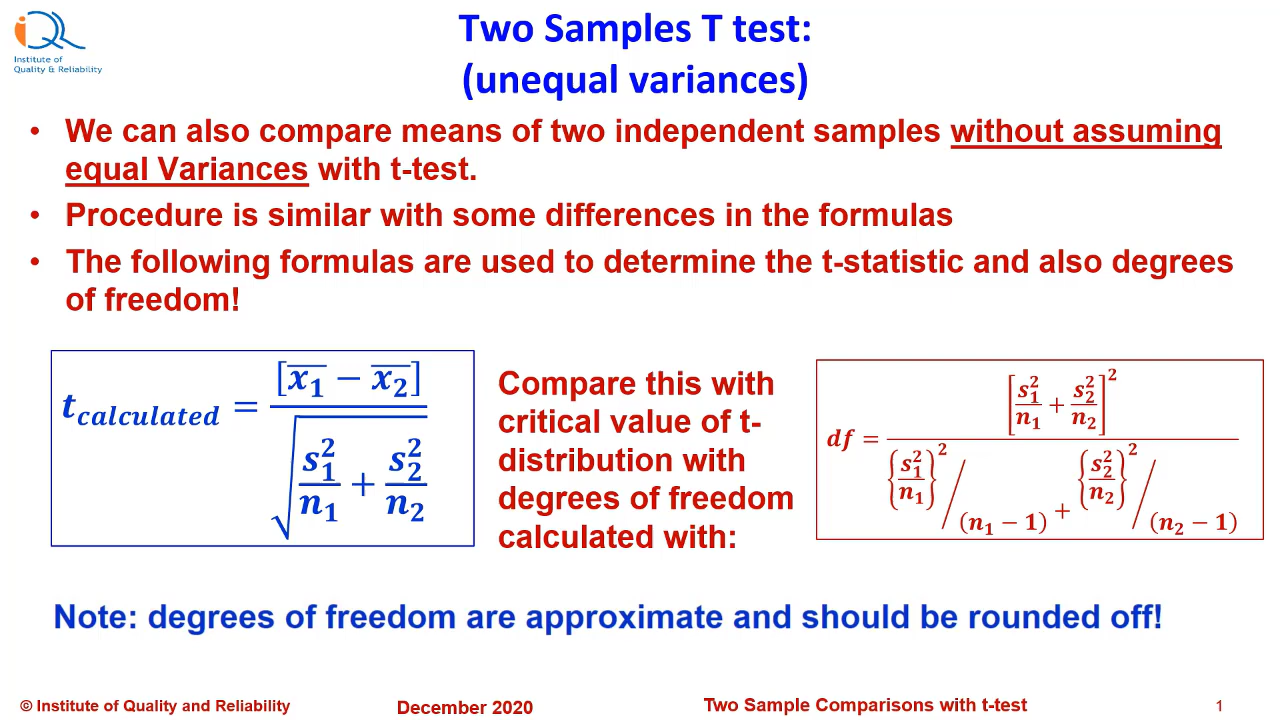 iQR
Institute of
Quality & Reliability
Two Samples T test:
(unequal variances)
• We can also compare means of two independent samples without assuming
equal Variances with t-test.
• Procedure is similar with some differences in the formulas
• The following formulas are used to determine the t-statistic and also degrees
of freedom!
t_calculated = [x̄₁ − x̄₂] / √(s₁²/n₁ + s₂²/n₂)
Compare this with
critical value of t-
distribution with
degrees of freedom
calculated with:
df = [s₁²/n₁ + s₂²/n₂]² / ({s₁²/n₁}²/(n₁ − 1) + {s₂²/n₂}²/(n₂ − 1))
Note: degrees of freedom are approximate and should be rounded off!
© Institute of Quality and Reliability
December 2020
Two Sample Comparisons with t-test
1